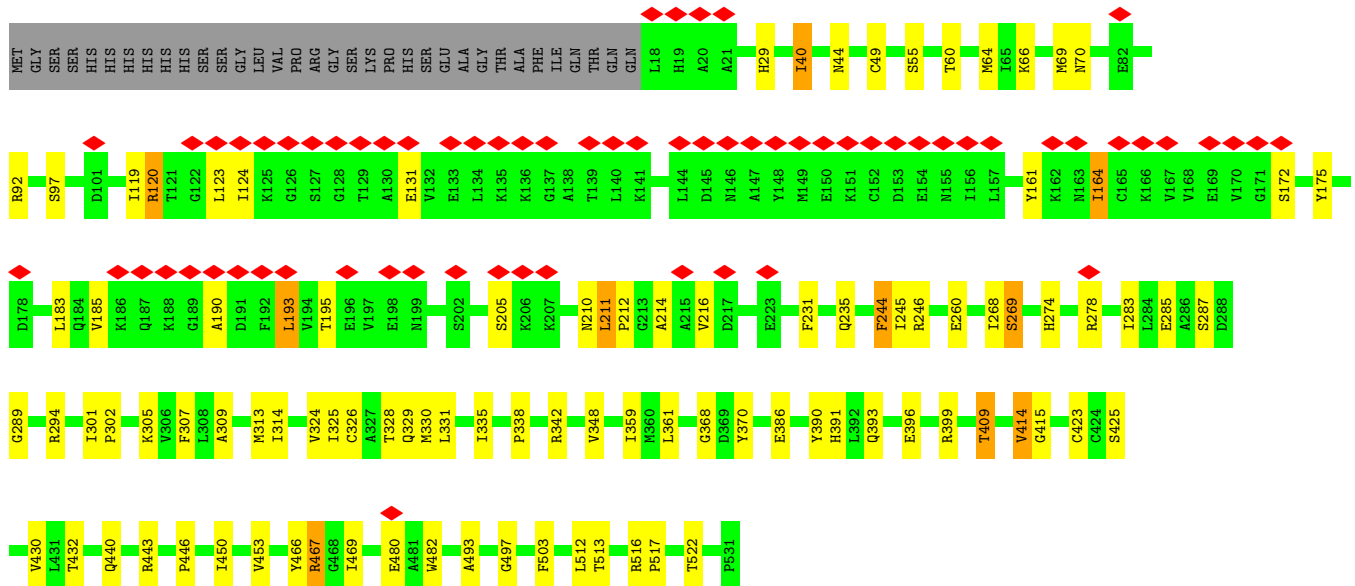 MET GLY SER SER HIS HIS HIS HIS HIS HIS SER SER GLY LEU VAL PRO ARG GLY SER LYS PRO HIS SER GLU ALA GLY THR ALA PHE ILE GLN THR GLN GLN L18 H19 A20 A21 H29 I40 N44 C49 S55 T60 M64 I65 K66 M69 N70 E82
R92 S97 D101 I119 R120 T121 G122 L123 I124 K125 G126 S127 G128 T129 A130 E131 V132 E133 L134 K135 K136 G137 A138 T139 L140 K141 L144 D145 N146 A147 Y148 M149 E150 K151 C152 D153 E154 N155 I156 L157 Y161 K162 N163 I164 C165 K166 V167 V168 E169 V170 G171 S172 Y175
D178 L183 Q184 V185 K186 Q187 K188 G189 A190 D191 F192 L193 V194 T195 E196 V197 E198 N199 S202 S205 K206 K207 N210 L211 P212 G213 A214 A215 V216 D217 E223 F231 Q235 F244 I245 R246 E260 I268 S269 H274 R278 I283 L284 E285 A286 S287 D288
G289 R294 I301 P302 K305 V306 F307 L308 A309 M313 I314 V324 I325 C326 A327 T328 Q329 M330 L331 I335 P338 R342 V348 I359 M360 L361 G368 D369 Y370 E386 Y390 H391 L392 Q393 E396 R399 T409 V414 G415 C423 C424 S425
V430 L431 T432 Q440 R443 P446 I450 V453 Y466 R467 G468 I469 E480 A481 W482 A493 G497 F503 L512 T513 R516 P517 T522 P531